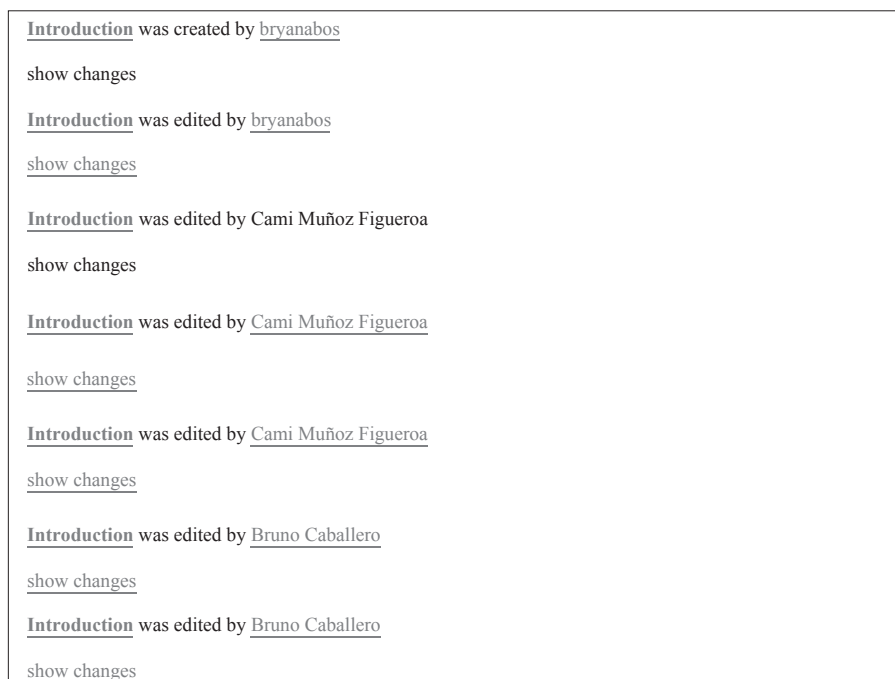 Introduction was created by bryanabos
show changes
Introduction was edited by bryanabos
show changes
Introduction was edited by Cami Muñoz Figueroa
show changes
Introduction was edited by Cami Muñoz Figueroa
show changes
Introduction was edited by Cami Muñoz Figueroa
show changes
Introduction was edited by Bruno Caballero
show changes
Introduction was edited by Bruno Caballero
show changes